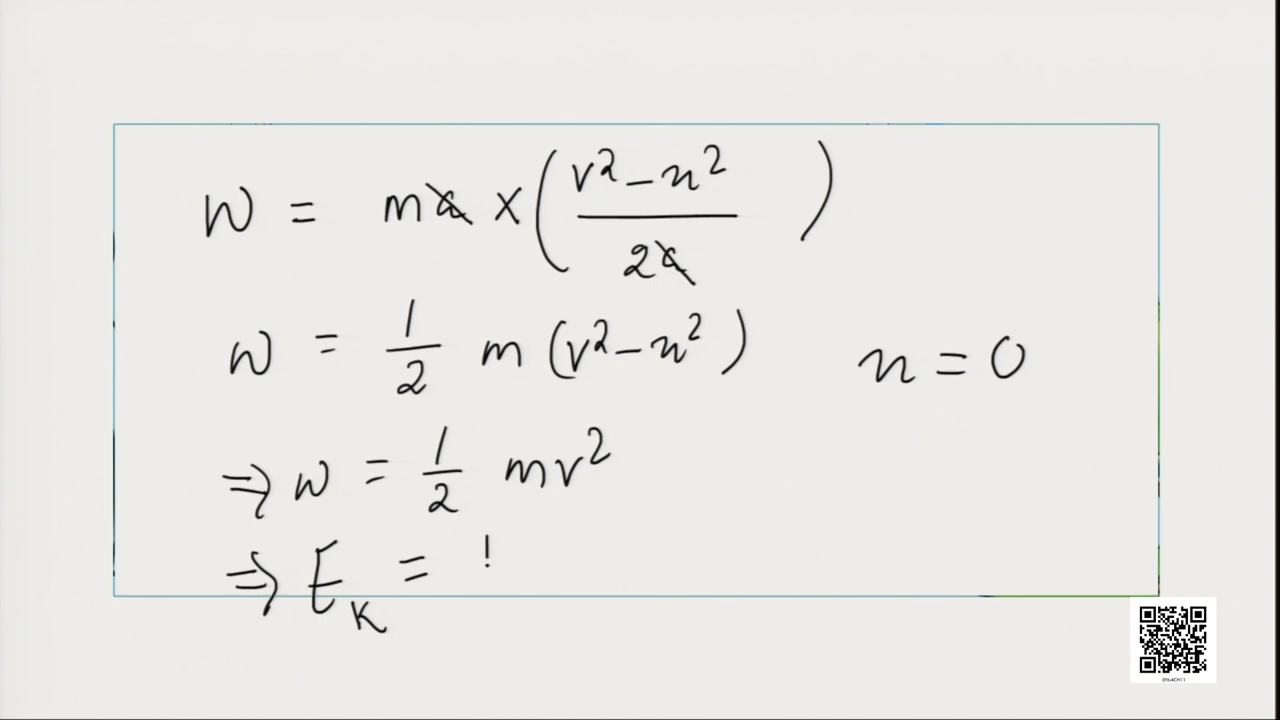 W = ma × ( v² - u² / 2a )
W = 1/2 m (v² - u² ) u = 0
⇒ W = 1/2 mv²
⇒ E_K =